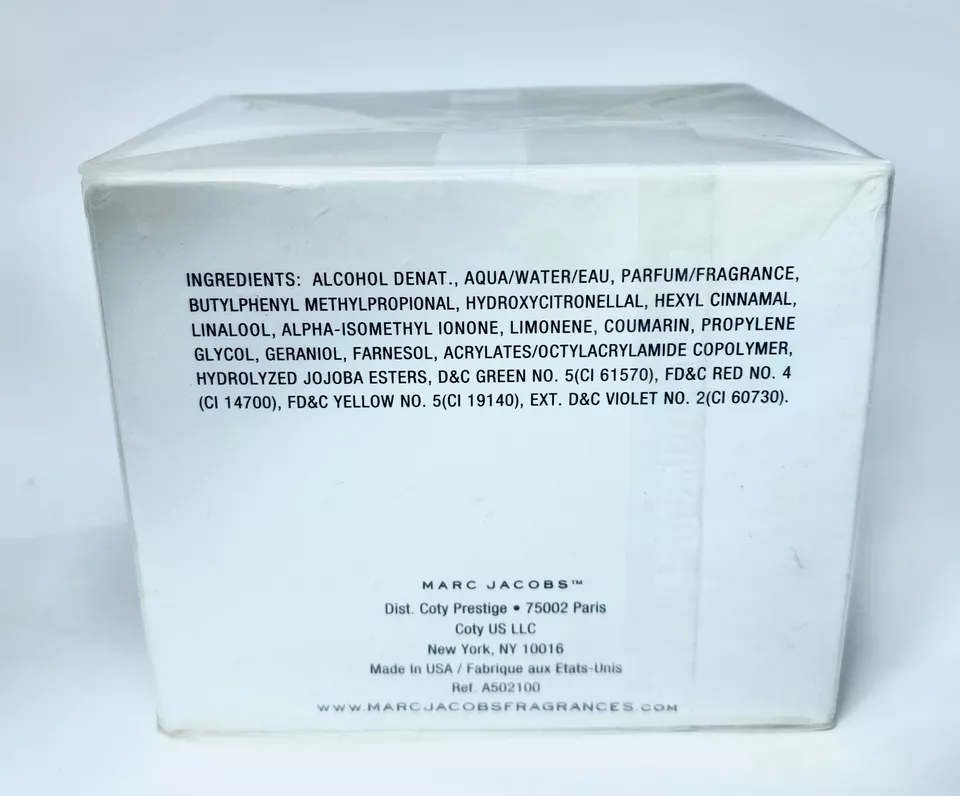 INGREDIENTS: ALCOHOL DENAT., AQUA/WATER/EAU, PARFUM/FRAGRANCE,
BUTYLPHENYL METHYLPROPIONAL, HYDROXYCITRONELLAL, HEXYL CINNAMAL,
LINALOOL, ALPHA-ISOMETHYL IONONE, LIMONENE, COUMARIN, PROPYLENE
GLYCOL, GERANIOL, FARNESOL, ACRYLATES/OCTYLACRYLAMIDE COPOLYMER,
HYDROLYZED JOJOBA ESTERS, D&C GREEN NO. 5(CI 61570), FD&C RED NO. 4
(CI 14700), FD&C YELLOW NO. 5(CI 19140), EXT. D&C VIOLET NO. 2(CI 60730).
MARC JACOBS™
Dist. Coty Prestige • 75002 Paris
Coty US LLC
New York, NY 10016
Made In USA / Fabrique aux Etats-Unis
Ref. A502100
WWW.MARCJACOBSFRAGRANCES.COM